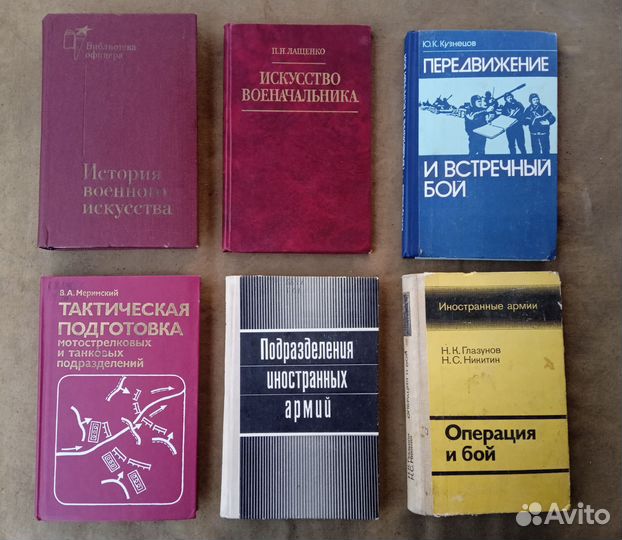 Библиотека
офицера
История
военного
искусства
П.Н. ЛАЩЕНКО
ИСКУССТВО
ВОЕНАЧАЛЬНИКА
Ю.К. Кузнецов
ПЕРЕДВИЖЕНИЕ
И ВСТРЕЧНЫЙ
БОЙ
В.А. Меримский
ТАКТИЧЕСКАЯ
ПОДГОТОВКА
мотострелковых
и танковых
подразделений
Подразделения
иностранных
армий
Иностранные армии
Н.К. Глазунов
Н.С. Никитин
Операция
и бой
Avito